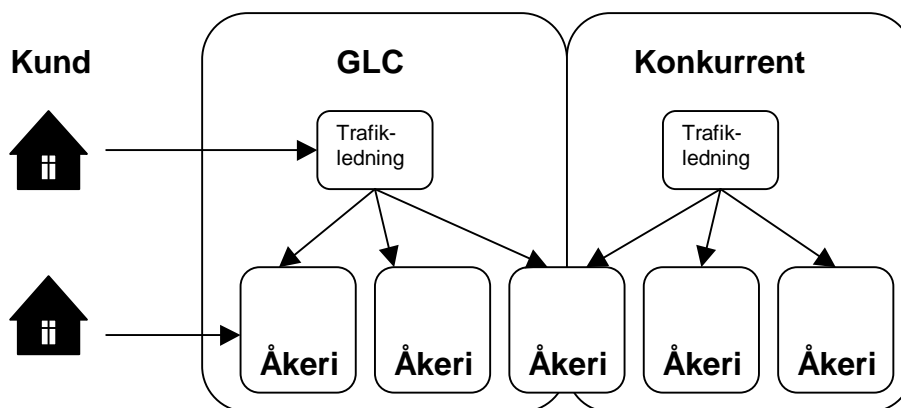 Kund
GLC
Konkurrent
Trafik-
ledning
Trafik-
ledning
Åkeri
Åkeri
Åkeri
Åkeri
Åkeri